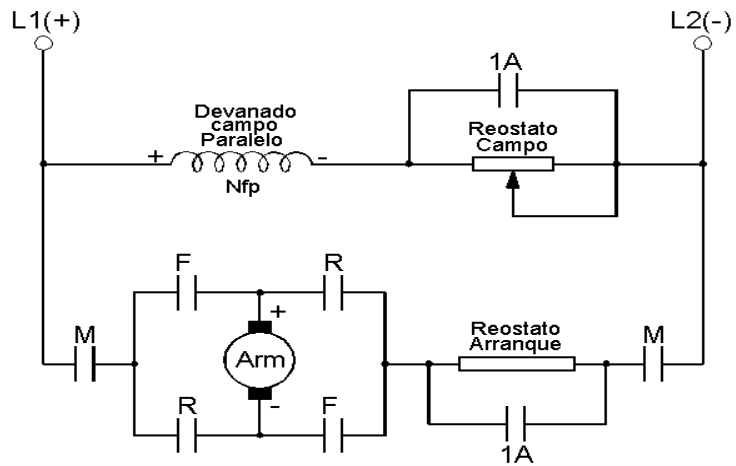 L1(+)
L2(-)
1A
Devanado
campo
Paralelo
Reostato
Campo
+
-
Nfp
F
R
+
M
Arm
Reostato
Arranque
M
-
R
F
1A